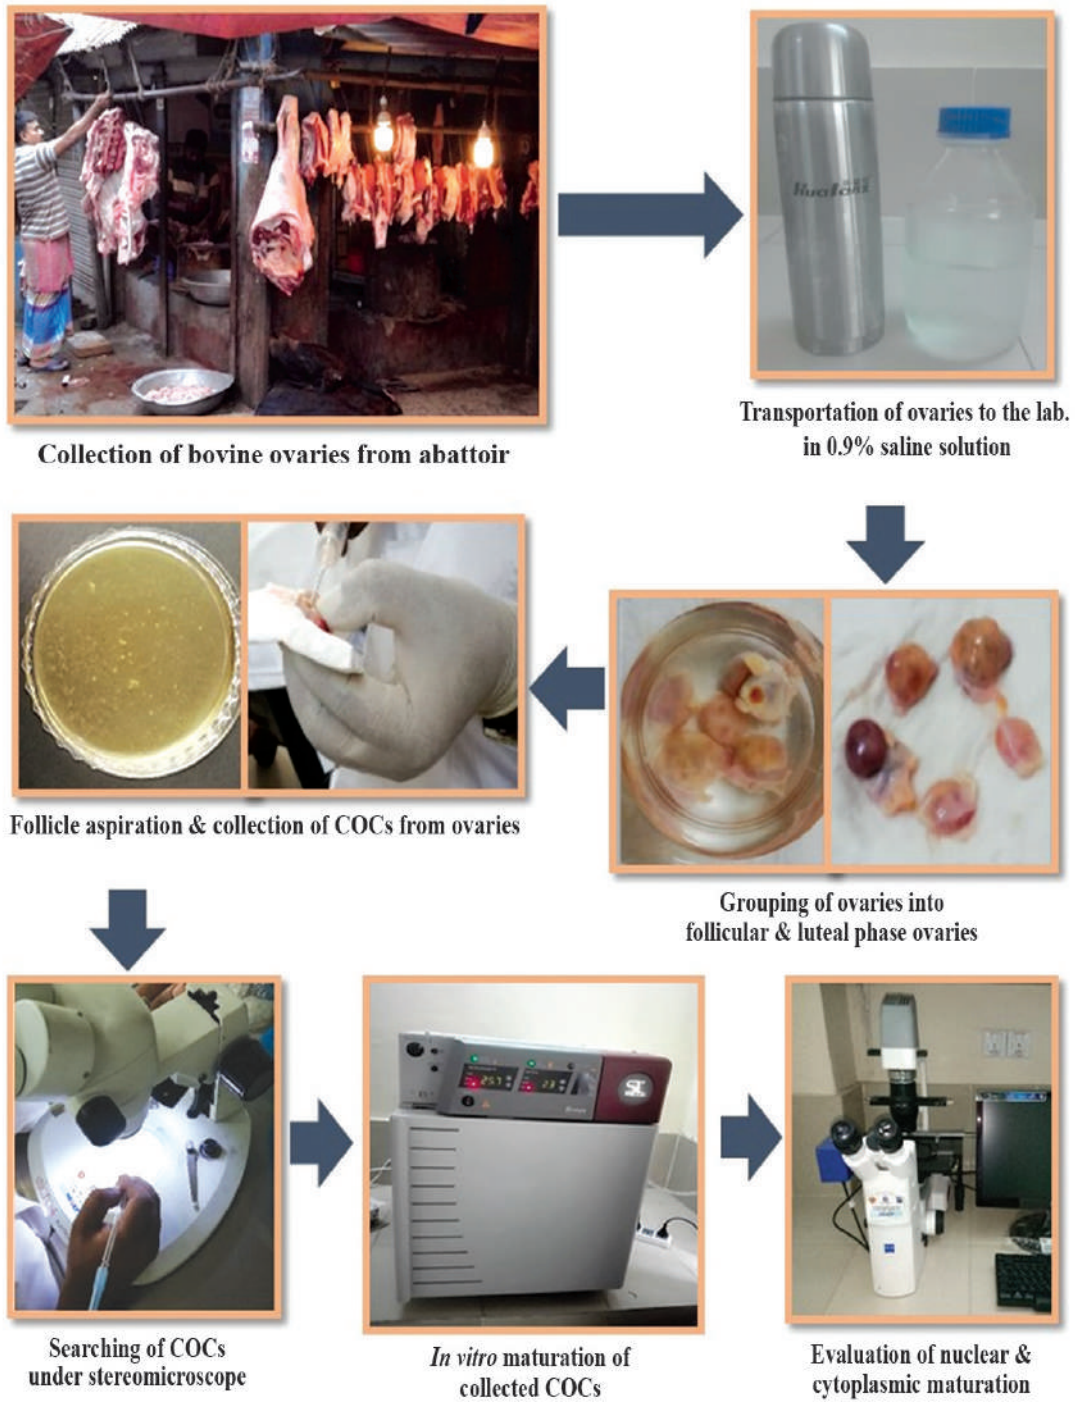 Collection of bovine ovaries from abattoir
Transportation of ovaries to the lab.
in 0.9% saline solution
Follicle aspiration & collection of COCs from ovaries
Grouping of ovaries into
follicular & luteal phase ovaries
Searching of COCs
under stereomicroscope
In vitro maturation of
collected COCs
Evaluation of nuclear &
cytoplasmic maturation